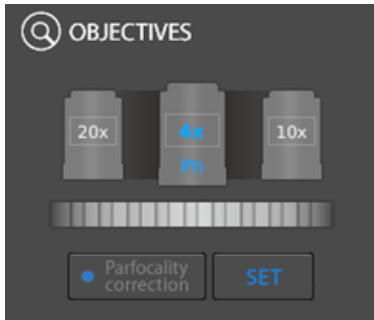 OBJECTIVES
20x
4x
10x
Ph
Parfocality
correction
SET